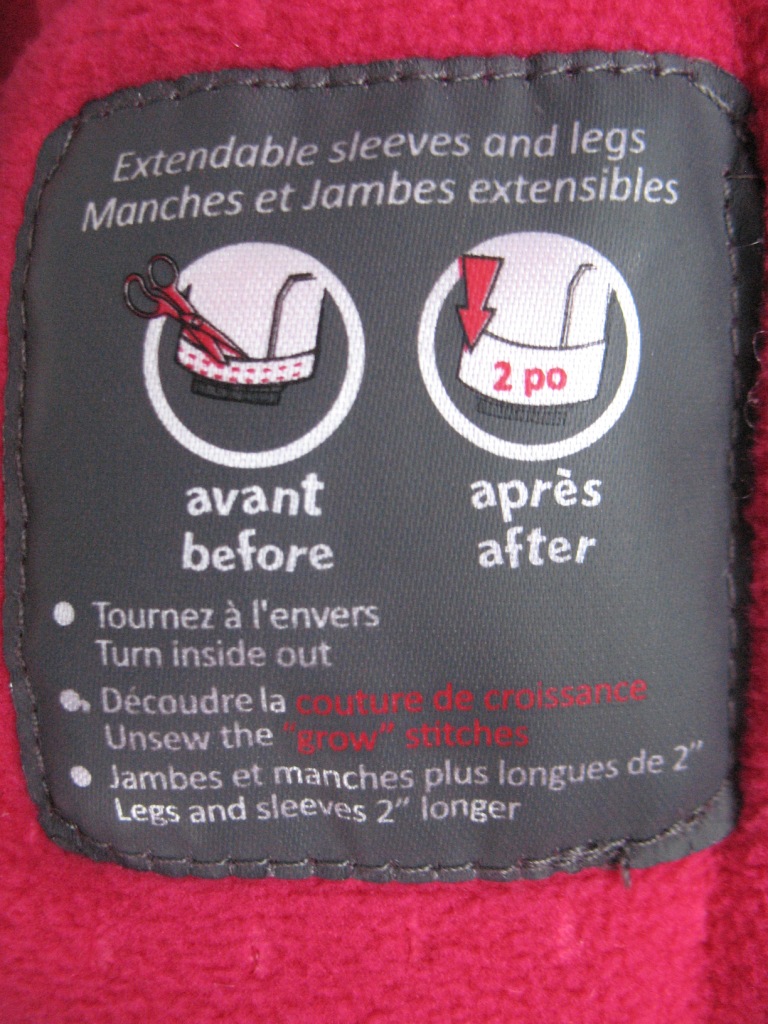 Extendable sleeves and legs
Manches et Jambes extensibles
2 po
avant
before
après
after
• Tournez à l'envers
Turn inside out
• Découdre la couture de croissance
Unsew the "grow" stitches
• Jambes et manches plus longues de 2"
Legs and sleeves 2" longer